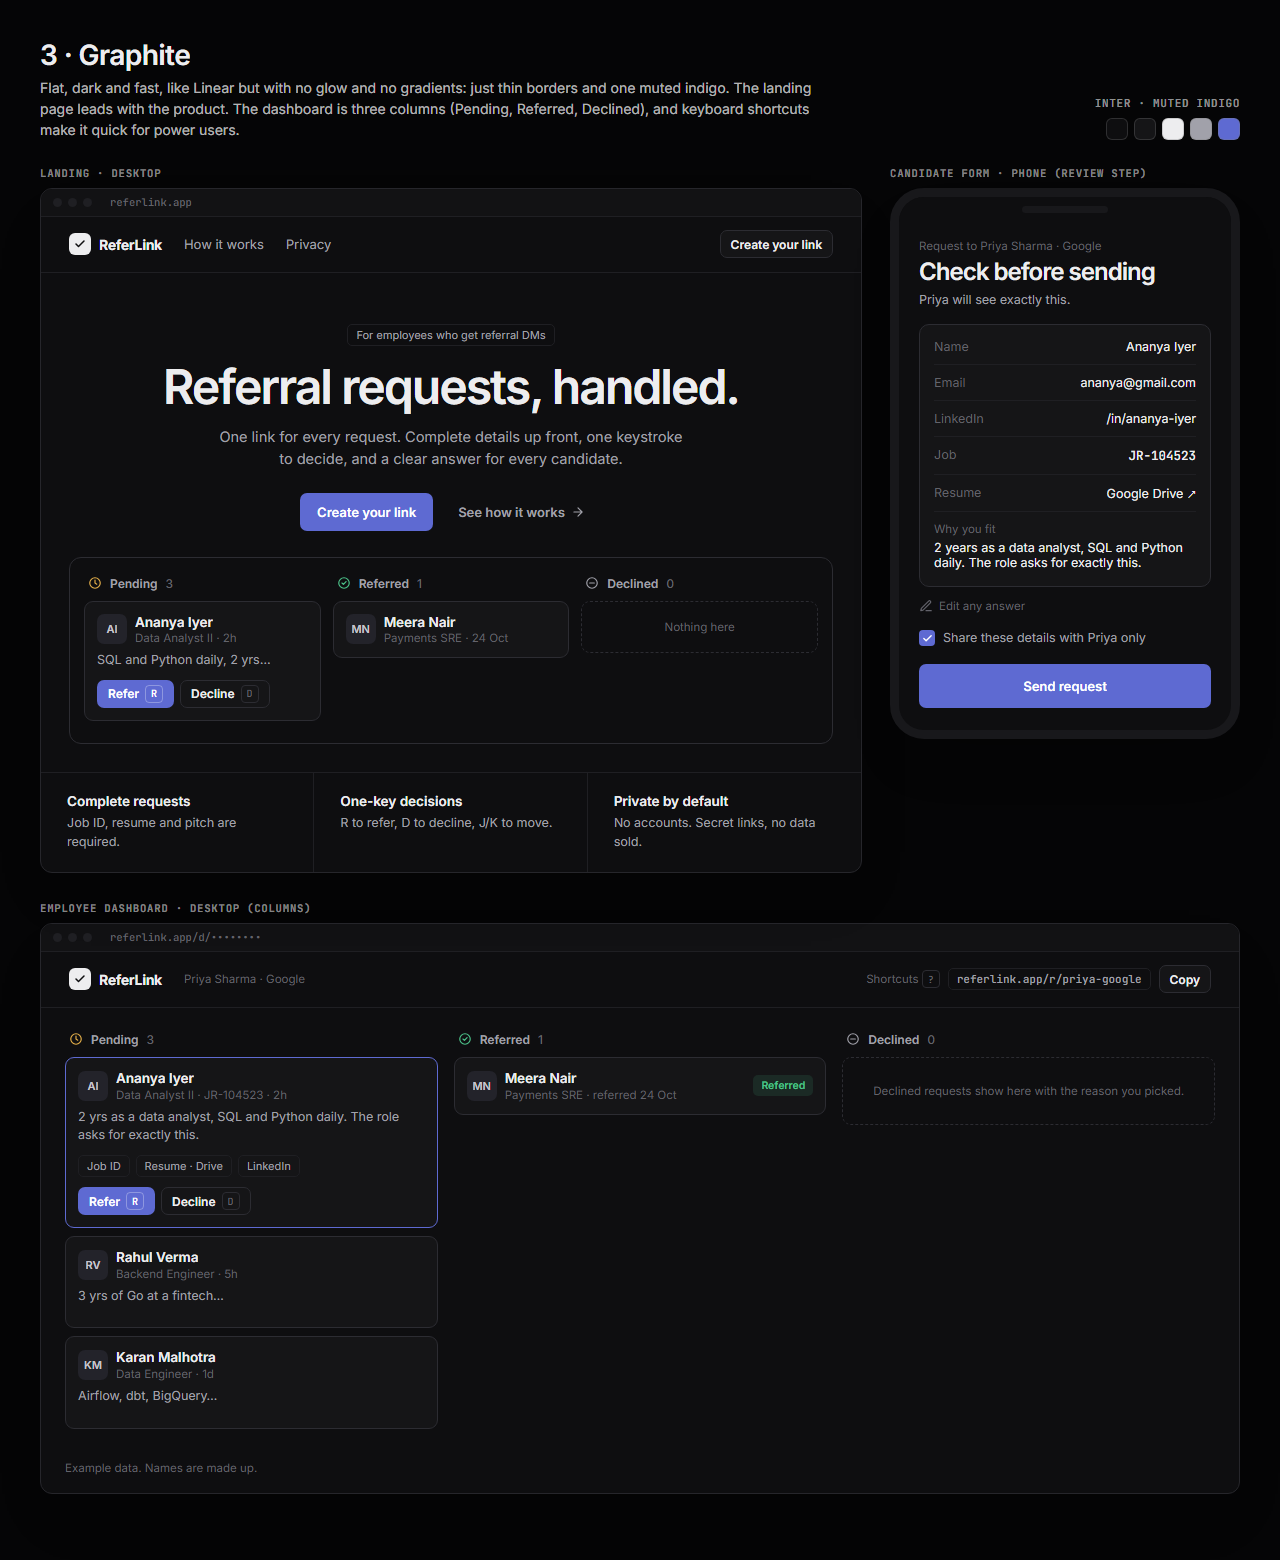 3 · Graphite
Flat, dark and fast, like Linear but with no glow and no gradients: just thin borders and one muted indigo. The landing
page leads with the product. The dashboard is three columns (Pending, Referred, Declined), and keyboard shortcuts
make it quick for power users.
INTER · MUTED INDIGO
LANDING · DESKTOP
referlink.app
ReferLink How it works Privacy Create your link
For employees who get referral DMs
Referral requests, handled.
One link for every request. Complete details up front, one keystroke
to decide, and a clear answer for every candidate.
Create your link See how it works →
Pending 3
AI Ananya Iyer
Data Analyst II · 2h
SQL and Python daily, 2 yrs...
Refer R Decline D
Referred 1
MN Meera Nair
Payments SRE · 24 Oct
Declined 0
Nothing here
Complete requests
Job ID, resume and pitch are
required.
One-key decisions
R to refer, D to decline, J/K to move.
Private by default
No accounts. Secret links, no data
sold.
CANDIDATE FORM · PHONE (REVIEW STEP)
Request to Priya Sharma · Google
Check before sending
Priya will see exactly this.
Name Ananya Iyer
Email ananya@gmail.com
LinkedIn /in/ananya-iyer
Job JR-104523
Resume Google Drive ↗
Why you fit
2 years as a data analyst, SQL and Python
daily. The role asks for exactly this.
Edit any answer
Share these details with Priya only
Send request
EMPLOYEE DASHBOARD · DESKTOP (COLUMNS)
referlink.app/d/••••••••
ReferLink Priya Sharma · Google Shortcuts ? referlink.app/r/priya-google Copy
Pending 3
AI Ananya Iyer
Data Analyst II · JR-104523 · 2h
2 yrs as a data analyst, SQL and Python daily. The role
asks for exactly this.
Job ID Resume · Drive LinkedIn
Refer R Decline D
RV Rahul Verma
Backend Engineer · 5h
3 yrs of Go at a fintech...
KM Karan Malhotra
Data Engineer · 1d
Airflow, dbt, BigQuery...
Referred 1
MN Meera Nair
Payments SRE · referred 24 Oct
Referred
Declined 0
Declined requests show here with the reason you picked.
Example data. Names are made up.